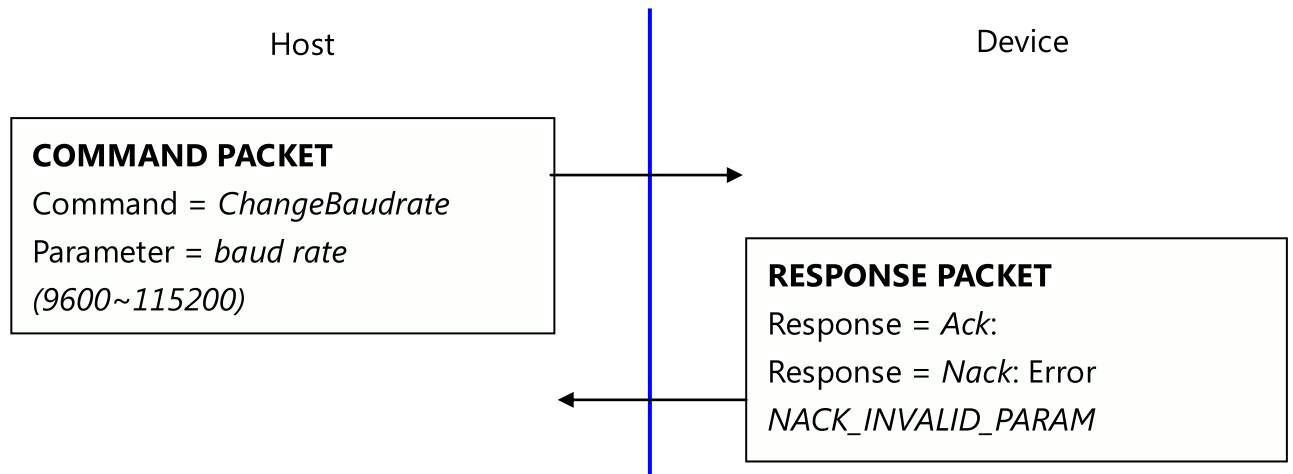 Host
Device
COMMAND PACKET
Command = ChangeBaudrate
Parameter = baud rate
(9600~115200)
RESPONSE PACKET
Response = Ack:
Response = Nack: Error
NACK_INVALID_PARAM